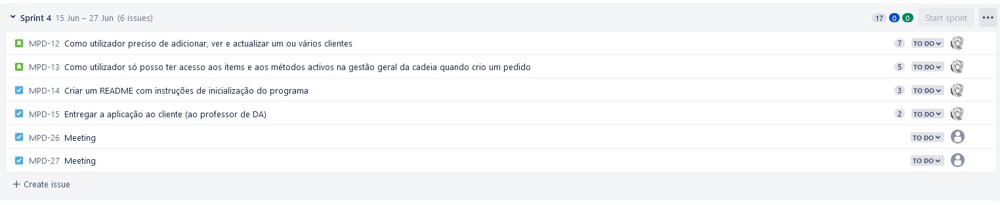 Sprint 4 15 Jun – 27 Jun (6 issues) 17 0 0 Start sprint
MPD-12 Como utilizador preciso de adicionar, ver e actualizar um ou vários clientes 7 TO DO
MPD-13 Como utilizador só posso ter acesso aos items e aos métodos activos na gestão geral da cadeia quando crio um pedido 5 TO DO
MPD-14 Criar um README com instruções de inicialização do programa 3 TO DO
MPD-15 Entregar a aplicação ao cliente (ao professor de DA) 2 TO DO
MPD-26 Meeting TO DO
MPD-27 Meeting TO DO
+ Create issue